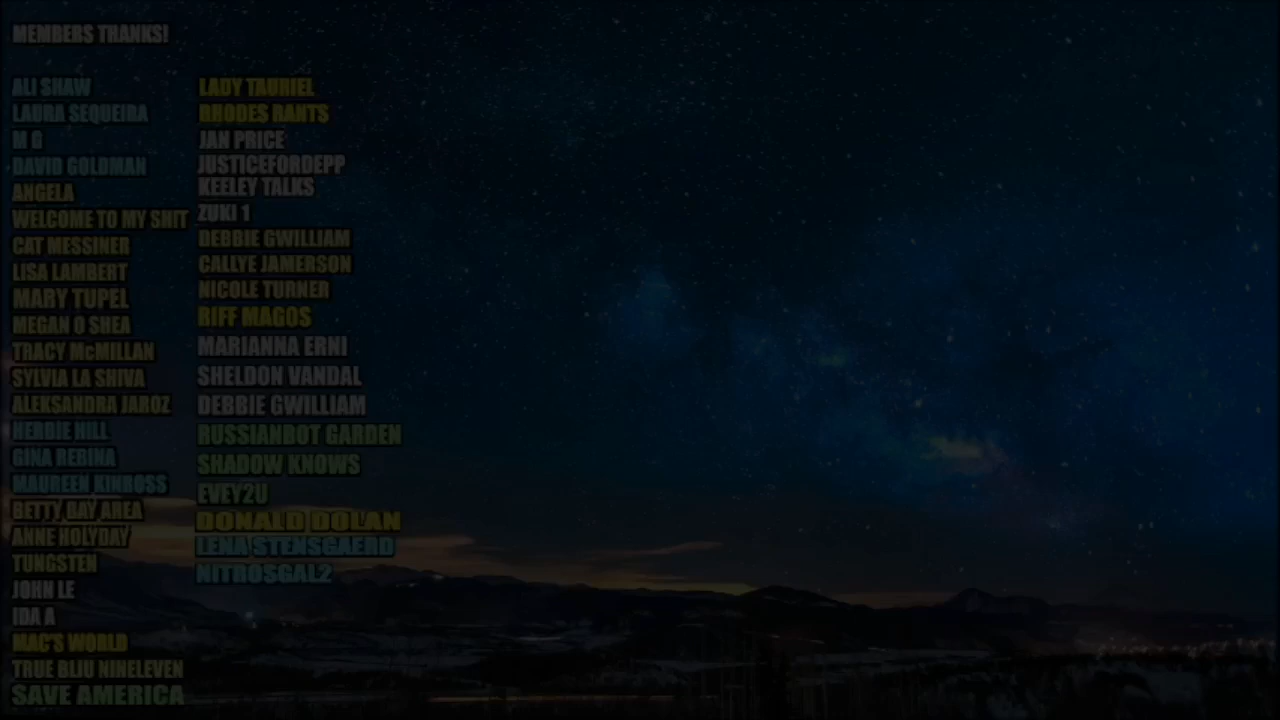 MEMBERS THANKS!
ALI SHAW
LAURA SEQUEIRA
M G
DAVID GOLDMAN
ANGELA
WELCOME TO MY SHIT
CAT MESSINER
LISA LAMBERT
MARY TUPEL
MEGAN O SHEA
TRACY McMILLAN
SYLVIA LA SHIVA
ALEKSANDRA JAROZ
HERBIE HILL
GINA REBINA
MAUREEN KINROSS
BETTY BAY AREA
ANNE HOLYDAY
TUNGSTEN
JOHN LE
IDA A
MAC'S WORLD
TRUE BLIU NINELEVEN
SAVE AMERICA
LADY TAURIEL
RHODES RANTS
JAN PRICE
JUSTICEFORDEPP
KEELEY TALKS
ZUKI 1
DEBBIE GWILLIAM
CALLYE JAMERSON
NICOLE TURNER
RIFF MAGOS
MARIANNA ERNI
SHELDON VANDAL
DEBBIE GWILLIAM
RUSSIANBOT GARDEN
SHADOW KNOWS
EVEY2U
DONALD DOLAN
LENA STENSGAERD
NITROSGAL2